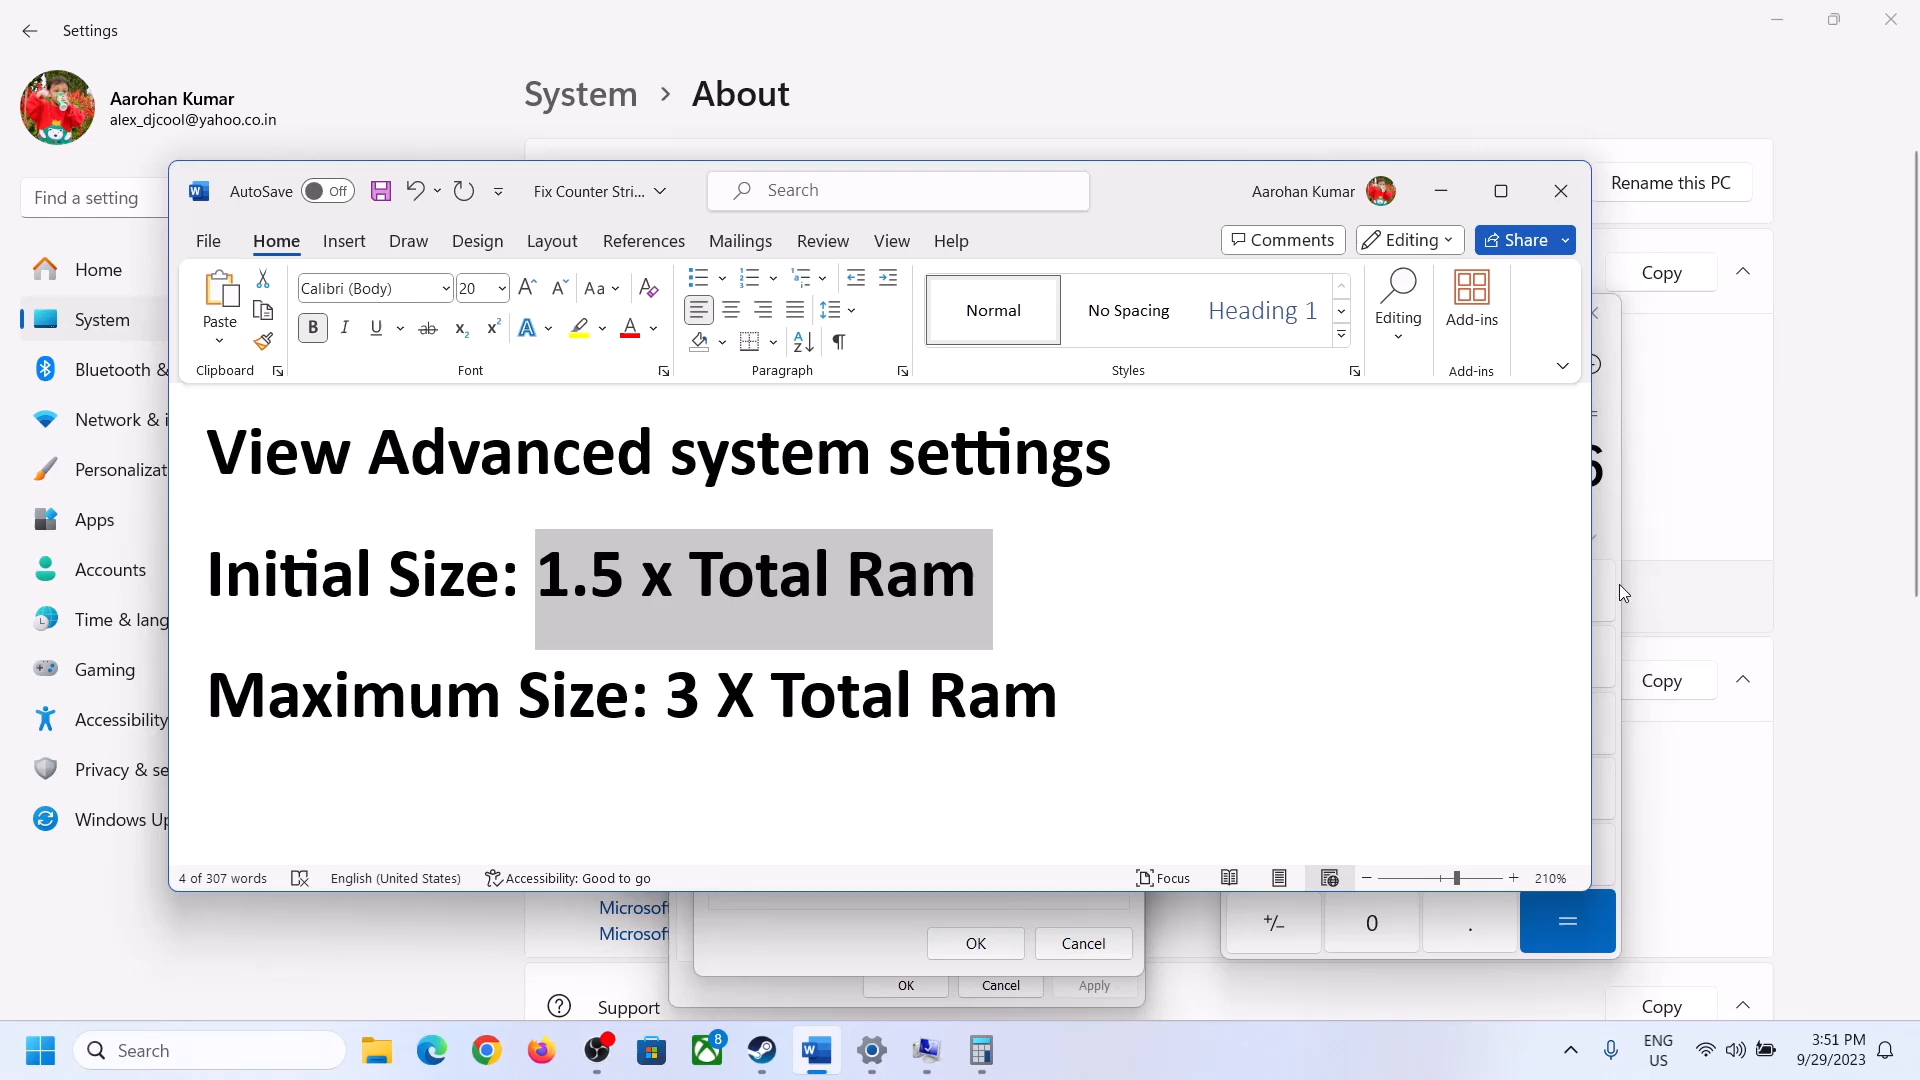 Settings
Aarohan Kumar
alex_djcool@yahoo.co.in
System > About
Rename this PC
Find a setting
AutoSave Off
Fix Counter Stri...
Search
Aarohan Kumar
File Home Insert Draw Design Layout References Mailings Review View Help
Comments Editing Share
Home
System
Bluetooth &
Network & i
Personalizat
Apps
Accounts
Time & lang
Gaming
Accessibility
Privacy & se
Windows Up
Paste
Calibri (Body) 20
Normal
No Spacing
Heading 1
Editing
Add-ins
Clipboard Font Paragraph Styles Add-ins
Copy
View Advanced system settings
Initial Size: 1.5 x Total Ram
Maximum Size: 3 X Total Ram
Copy
4 of 307 words
English (United States)
Accessibility: Good to go
Focus
210%
Microsof
Microsof
OK Cancel
OK Cancel Apply
+/- 0 . =
Support
Copy
Search
8
ENG
US
3:51 PM
9/29/2023